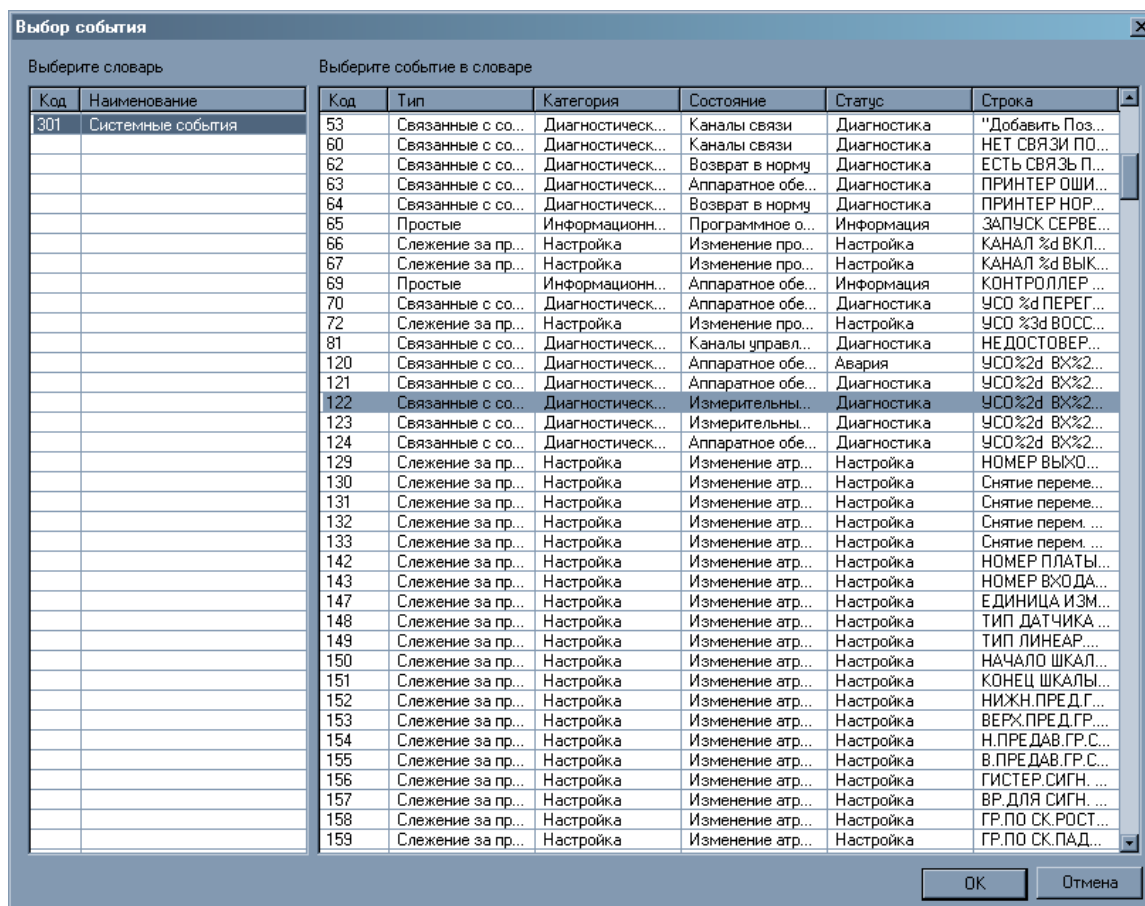 Выбор события
Выберите словарь Выберите событие в словаре
Код Наименование Код Тип Категория Состояние Статус Строка
301 Системные события 53 Связанные с со... Диагностическ... Каналы связи Диагностика "Добавить Поз...
60 Связанные с со... Диагностическ... Каналы связи Диагностика НЕТ СВЯЗИ ПО...
62 Связанные с со... Диагностическ... Возврат в норму Диагностика ЕСТЬ СВЯЗЬ П...
63 Связанные с со... Диагностическ... Аппаратное обе... Диагностика ПРИНТЕР ОШИ...
64 Связанные с со... Диагностическ... Возврат в норму Диагностика ПРИНТЕР НОР...
65 Простые Информационн... Программное о... Информация ЗАПУСК СЕРВЕ...
66 Слежение за пр... Настройка Изменение про... Настройка КАНАЛ %d ВКЛ...
67 Слежение за пр... Настройка Изменение про... Настройка КАНАЛ %d ВЫК...
69 Простые Информационн... Аппаратное обе... Информация КОНТРОЛЛЕР ...
70 Связанные с со... Диагностическ... Аппаратное обе... Диагностика УСО %d ПЕРЕГ...
72 Слежение за пр... Настройка Изменение про... Настройка УСО %3d ВОСС...
81 Связанные с со... Диагностическ... Каналы управл... Диагностика НЕДОСТОВЕР...
120 Связанные с со... Диагностическ... Аппаратное обе... Авария УСО%2d ВХ%2...
121 Связанные с со... Диагностическ... Аппаратное обе... Диагностика УСО%2d ВХ%2...
122 Связанные с со... Диагностическ... Измерительны... Диагностика УСО%2d ВХ%2...
123 Связанные с со... Диагностическ... Измерительны... Диагностика УСО%2d ВХ%2...
124 Связанные с со... Диагностическ... Аппаратное обе... Диагностика УСО%2d ВХ%2...
129 Слежение за пр... Настройка Изменение атр... Настройка НОМЕР ВЫХО...
130 Слежение за пр... Настройка Изменение атр... Настройка Снятие переме...
131 Слежение за пр... Настройка Изменение атр... Настройка Снятие переме...
132 Слежение за пр... Настройка Изменение атр... Настройка Снятие перем. ...
133 Слежение за пр... Настройка Изменение атр... Настройка Снятие перем. ...
142 Слежение за пр... Настройка Изменение атр... Настройка НОМЕР ПЛАТЫ...
143 Слежение за пр... Настройка Изменение атр... Настройка НОМЕР ВХОДА...
147 Слежение за пр... Настройка Изменение атр... Настройка ЕДИНИЦА ИЗМ...
148 Слежение за пр... Настройка Изменение атр... Настройка ТИП ДАТЧИКА ...
149 Слежение за пр... Настройка Изменение атр... Настройка ТИП ЛИНЕАР. ...
150 Слежение за пр... Настройка Изменение атр... Настройка НАЧАЛО ШКАЛ...
151 Слежение за пр... Настройка Изменение атр... Настройка КОНЕЦ ШКАЛЫ...
152 Слежение за пр... Настройка Изменение атр... Настройка НИЖН.ПРЕД.Г...
153 Слежение за пр... Настройка Изменение атр... Настройка ВЕРХ.ПРЕД.ГР....
154 Слежение за пр... Настройка Изменение атр... Настройка Н.ПРЕДАВ.ГР.С...
155 Слежение за пр... Настройка Изменение атр... Настройка В.ПРЕДАВ.ГР.С...
156 Слежение за пр... Настройка Изменение атр... Настройка ГИСТЕР.СИГН. ...
157 Слежение за пр... Настройка Изменение атр... Настройка ВР.ДЛЯ СИГН. ...
158 Слежение за пр... Настройка Изменение атр... Настройка ГР.ПО СК.РОСТ...
159 Слежение за пр... Настройка Изменение атр... Настройка ГР.ПО СК.ПАД...
OK Отмена